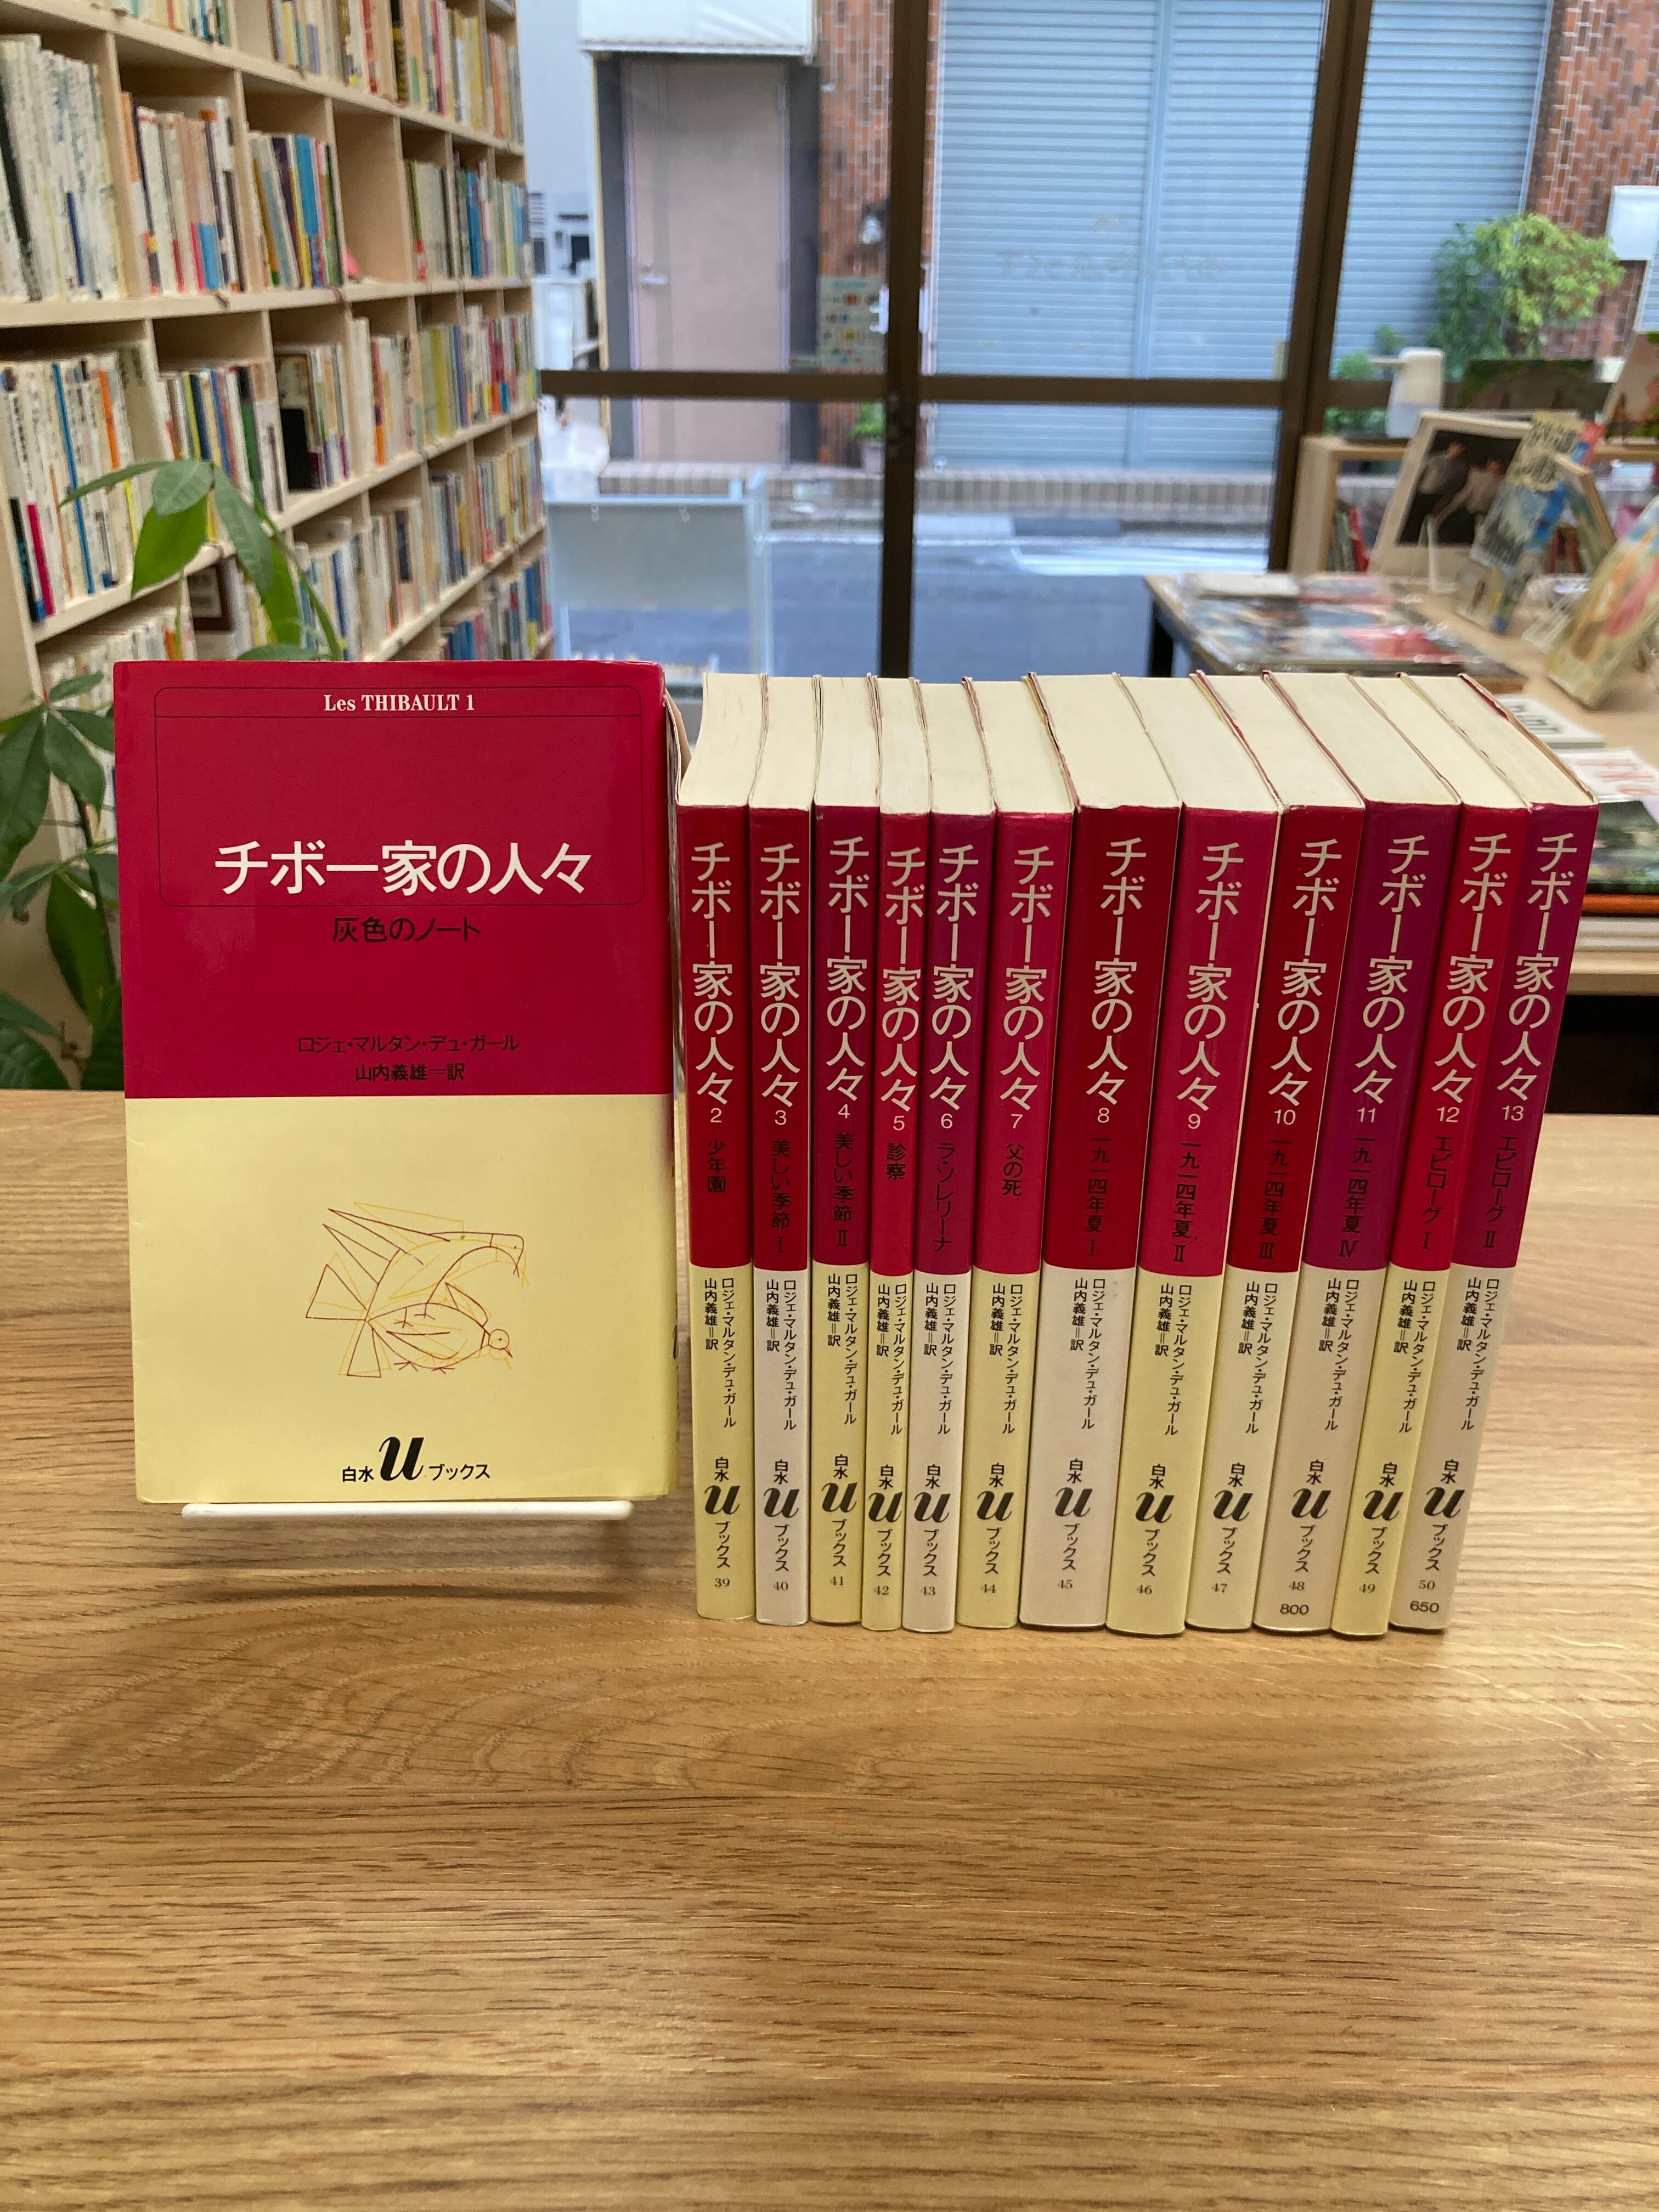 Les THIBAULT 1
チボー家の人々
灰色のノート
ロジェ・マルタン・デュ・ガール
山内義雄=訳
白水uブックス
チボー家の人々 2 少年園
ロジェ・マルタン・デュ・ガール
山内義雄=訳
白水uブックス
39
チボー家の人々 3 美しい季節 I
ロジェ・マルタン・デュ・ガール
山内義雄=訳
白水uブックス
40
チボー家の人々 4 美しい季節 II
ロジェ・マルタン・デュ・ガール
山内義雄=訳
白水uブックス
41
チボー家の人々 5 診察
ロジェ・マルタン・デュ・ガール
山内義雄=訳
白水uブックス
42
チボー家の人々 6 ラ・ソレリーナ
ロジェ・マルタン・デュ・ガール
山内義雄=訳
白水uブックス
43
チボー家の人々 7 父の死
ロジェ・マルタン・デュ・ガール
山内義雄=訳
白水uブックス
44
チボー家の人々 8 一九一四年夏 I
ロジェ・マルタン・デュ・ガール
山内義雄=訳
白水uブックス
45
チボー家の人々 9 一九一四年夏 II
ロジェ・マルタン・デュ・ガール
山内義雄=訳
白水uブックス
46
チボー家の人々 10 一九一四年夏 III
ロジェ・マルタン・デュ・ガール
山内義雄=訳
白水uブックス
47
チボー家の人々 11 一九一四年夏 IV
ロジェ・マルタン・デュ・ガール
山内義雄=訳
白水uブックス
48
800
チボー家の人々 12 エピローグ I
ロジェ・マルタン・デュ・ガール
山内義雄=訳
白水uブックス
49
チボー家の人々 13 エピローグ II
ロジェ・マルタン・デュ・ガール
山内義雄=訳
白水uブックス
50
650